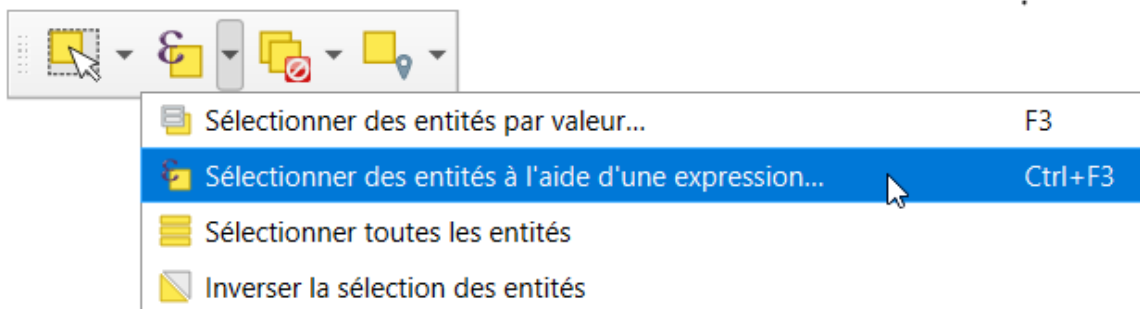 Sélectionner des entités par valeur... F3
Sélectionner des entités à l'aide d'une expression... Ctrl+F3
Sélectionner toutes les entités
Inverser la sélection des entités